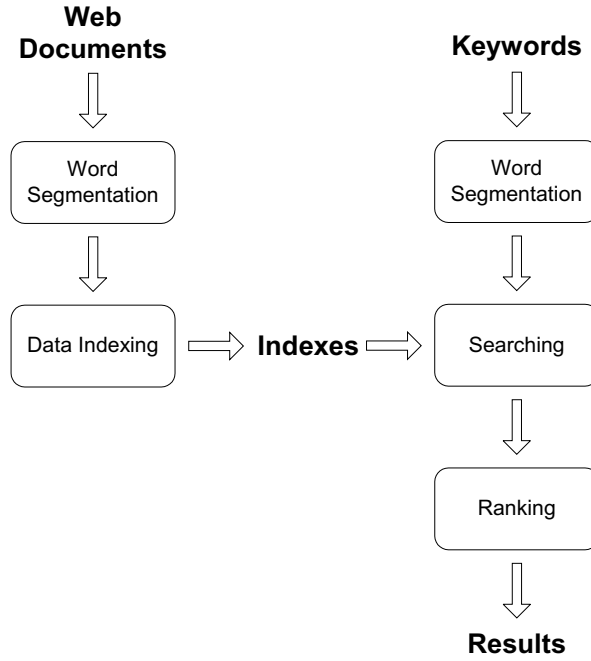 Web
Documents
Keywords
Word
Segmentation
Word
Segmentation
Data Indexing
Indexes
Searching
Ranking
Results